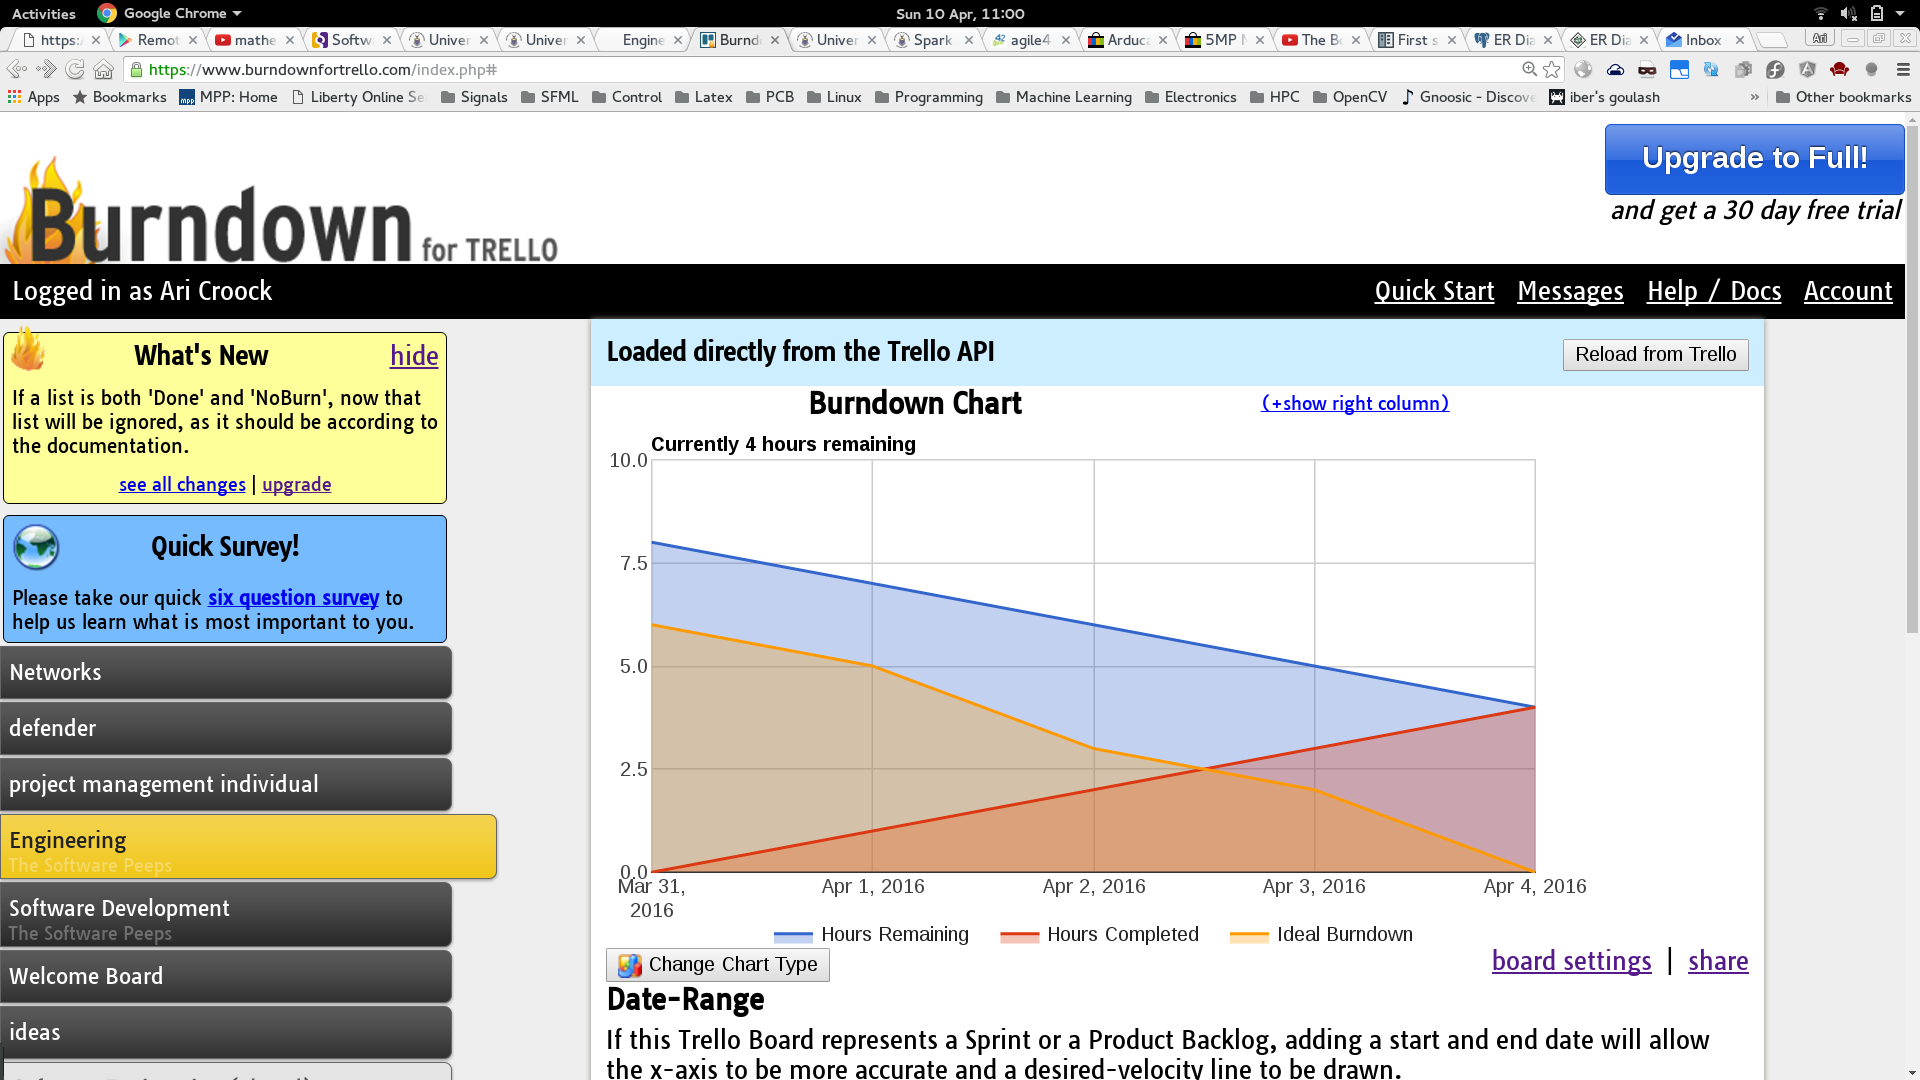 Activities
Google Chrome
Sun 10 Apr, 11:00
https:
Remot
mathe
Softw
Univer
Univer
Engine
Burnd
Univer
Spark
agile4
Arduc
5MP
The B
First s
ER Dia
ER Dia
Inbox
Ari
https://www.burndownfortrello.com/index.php#
Apps
Bookmarks
MPP: Home
Liberty Online Se
Signals
SFML
Control
Latex
PCB
Linux
Programming
Machine Learning
Electronics
HPC
OpenCV
Gnoosic - Discove
iber's goulash
»
Other bookmarks
Burndown for TRELLO
Upgrade to Full!
and get a 30 day free trial
Logged in as Ari Croock
Quick Start
Messages
Help / Docs
Account
What's New
hide
If a list is both 'Done' and 'NoBurn', now that
list will be ignored, as it should be according to
the documentation.
see all changes | upgrade
Quick Survey!
Please take our quick six question survey to
help us learn what is most important to you.
Networks
defender
project management individual
Engineering
The Software Peeps
Software Development
The Software Peeps
Welcome Board
ideas
Loaded directly from the Trello API
Reload from Trello
Burndown Chart
(+show right column)
Currently 4 hours remaining
10.0
7.5
5.0
2.5
0.0
Mar 31,
2016
Apr 1, 2016
Apr 2, 2016
Apr 3, 2016
Apr 4, 2016
Hours Remaining
Hours Completed
Ideal Burndown
Change Chart Type
board settings | share
Date-Range
If this Trello Board represents a Sprint or a Product Backlog, adding a start and end date will allow
the x-axis to be more accurate and a desired-velocity line to be drawn.